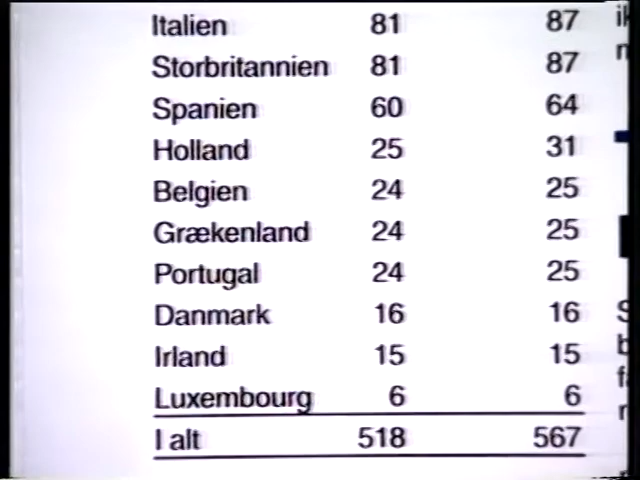 Italien 81 87
Storbritannien 81 87
Spanien 60 64
Holland 25 31
Belgien 24 25
Grækenland 24 25
Portugal 24 25
Danmark 16 16
Irland 15 15
Luxembourg 6 6
I alt 518 567